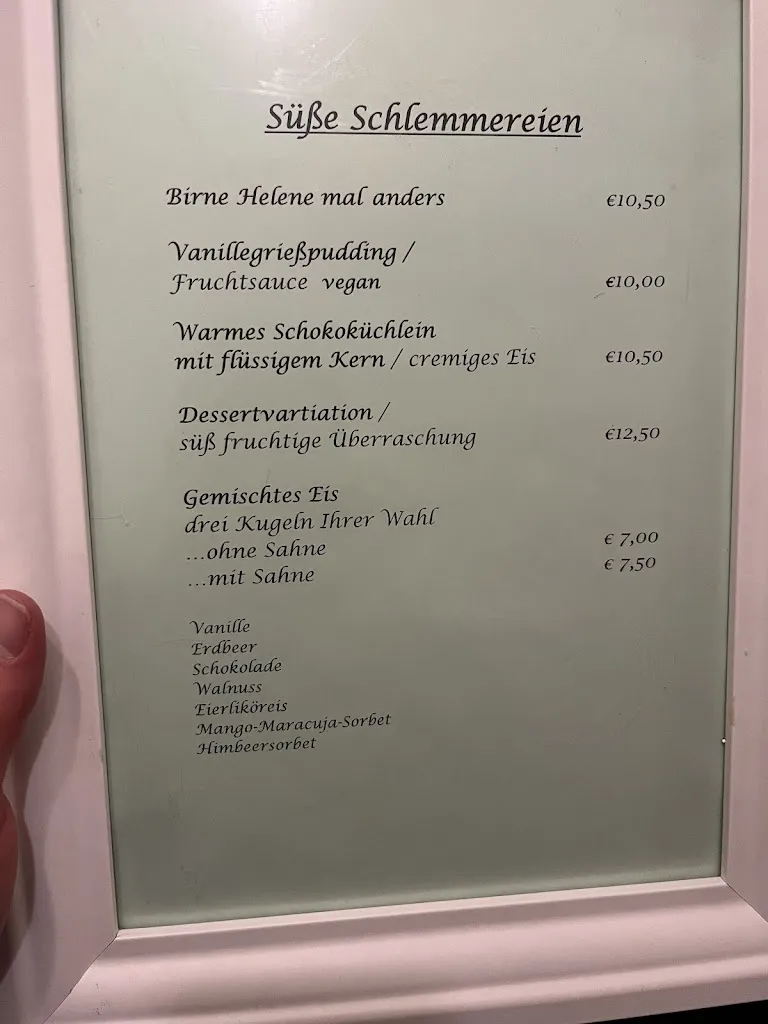 Süße Schlemmereien
Birne Helene mal anders €10,50
Vanillegrießpudding /
Fruchtsauce vegan €10,00
Warmes Schokoküchlein
mit flüssigem Kern / cremiges Eis €10,50
Dessertvartiation /
süß fruchtige Überraschung €12,50
Gemischtes Eis
drei Kugeln Ihrer Wahl
...ohne Sahne € 7,00
...mit Sahne € 7,50
Vanille
Erdbeer
Schokolade
Walnuss
Eierliköreis
Mango-Maracuja-Sorbet
Himbeersorbet